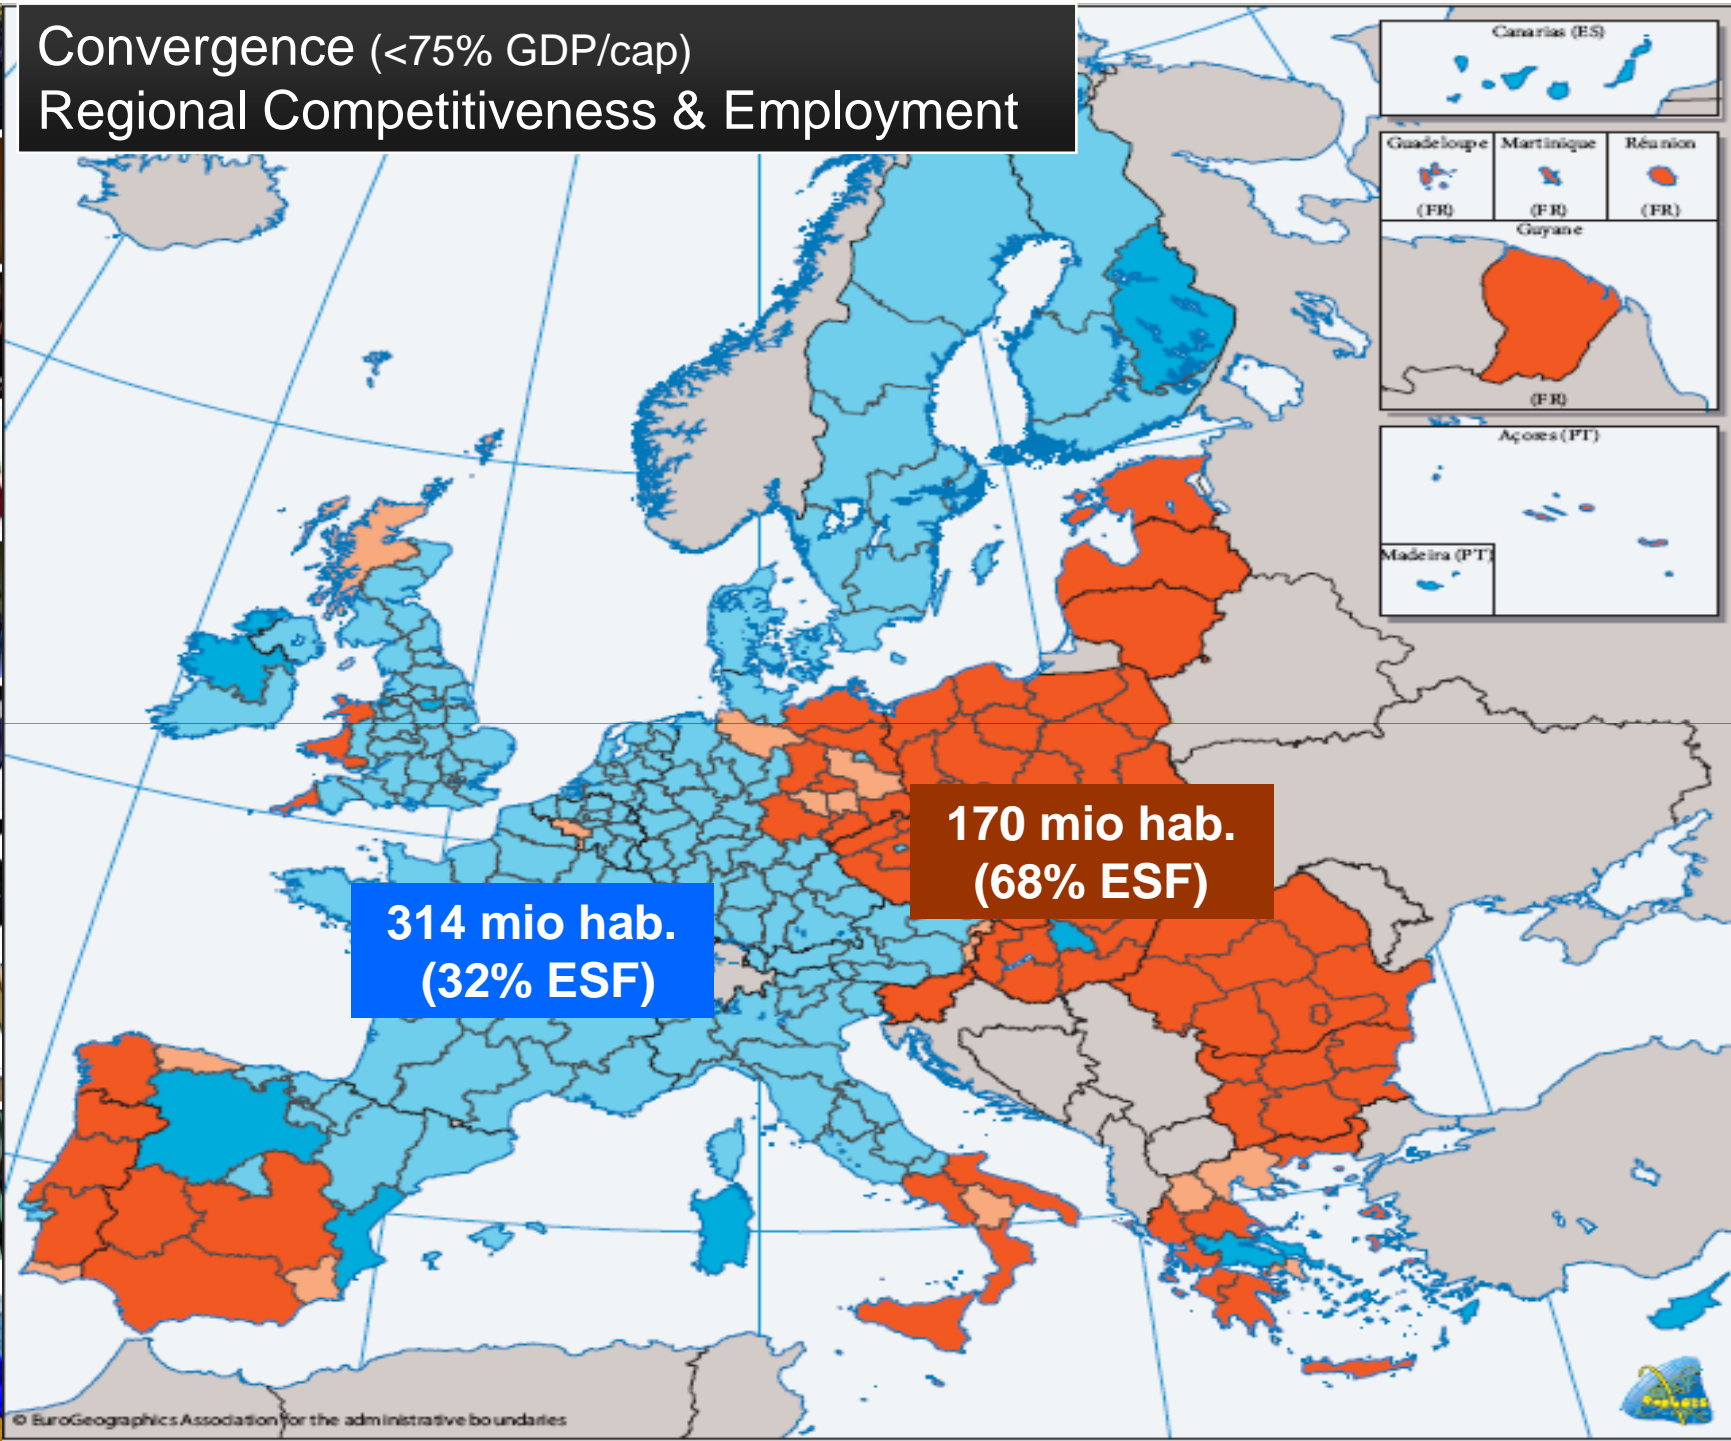 Convergence (<75% GDP/cap)
Regional Competitiveness & Employment
Canarias (ES)
Guadeloupe
Martinique
Réunion
(FR)
(FR)
(FR)
Guyane
(FR)
Açores (PT)
Madeira (PT)
170 mio hab.
(68% ESF)
314 mio hab.
(32% ESF)
© EuroGeographics Association for the administrative boundaries